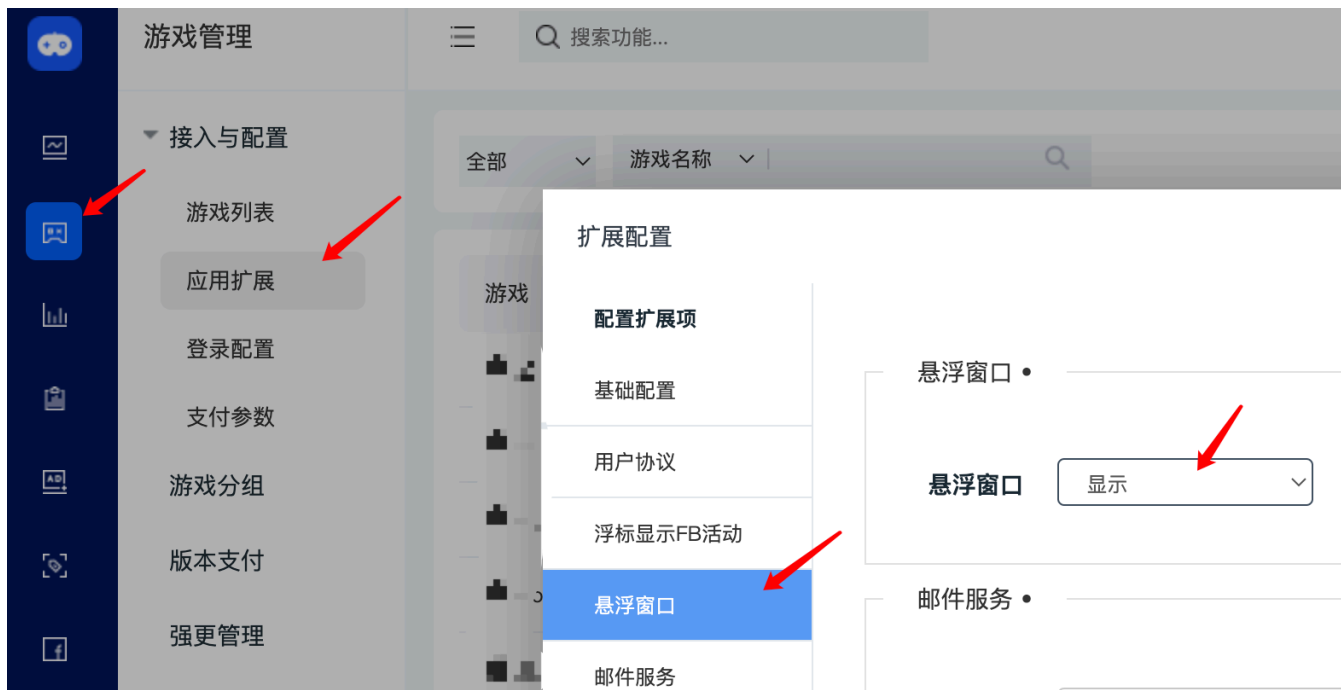 游戏管理
搜索功能...
接入与配置
游戏列表
应用扩展
登录配置
支付参数
游戏分组
版本支付
强更管理
全部
游戏名称
游戏
扩展配置
配置扩展项
基础配置
用户协议
浮标显示FB活动
悬浮窗口
邮件服务
悬浮窗口 •
悬浮窗口
显示
邮件服务 •
AD